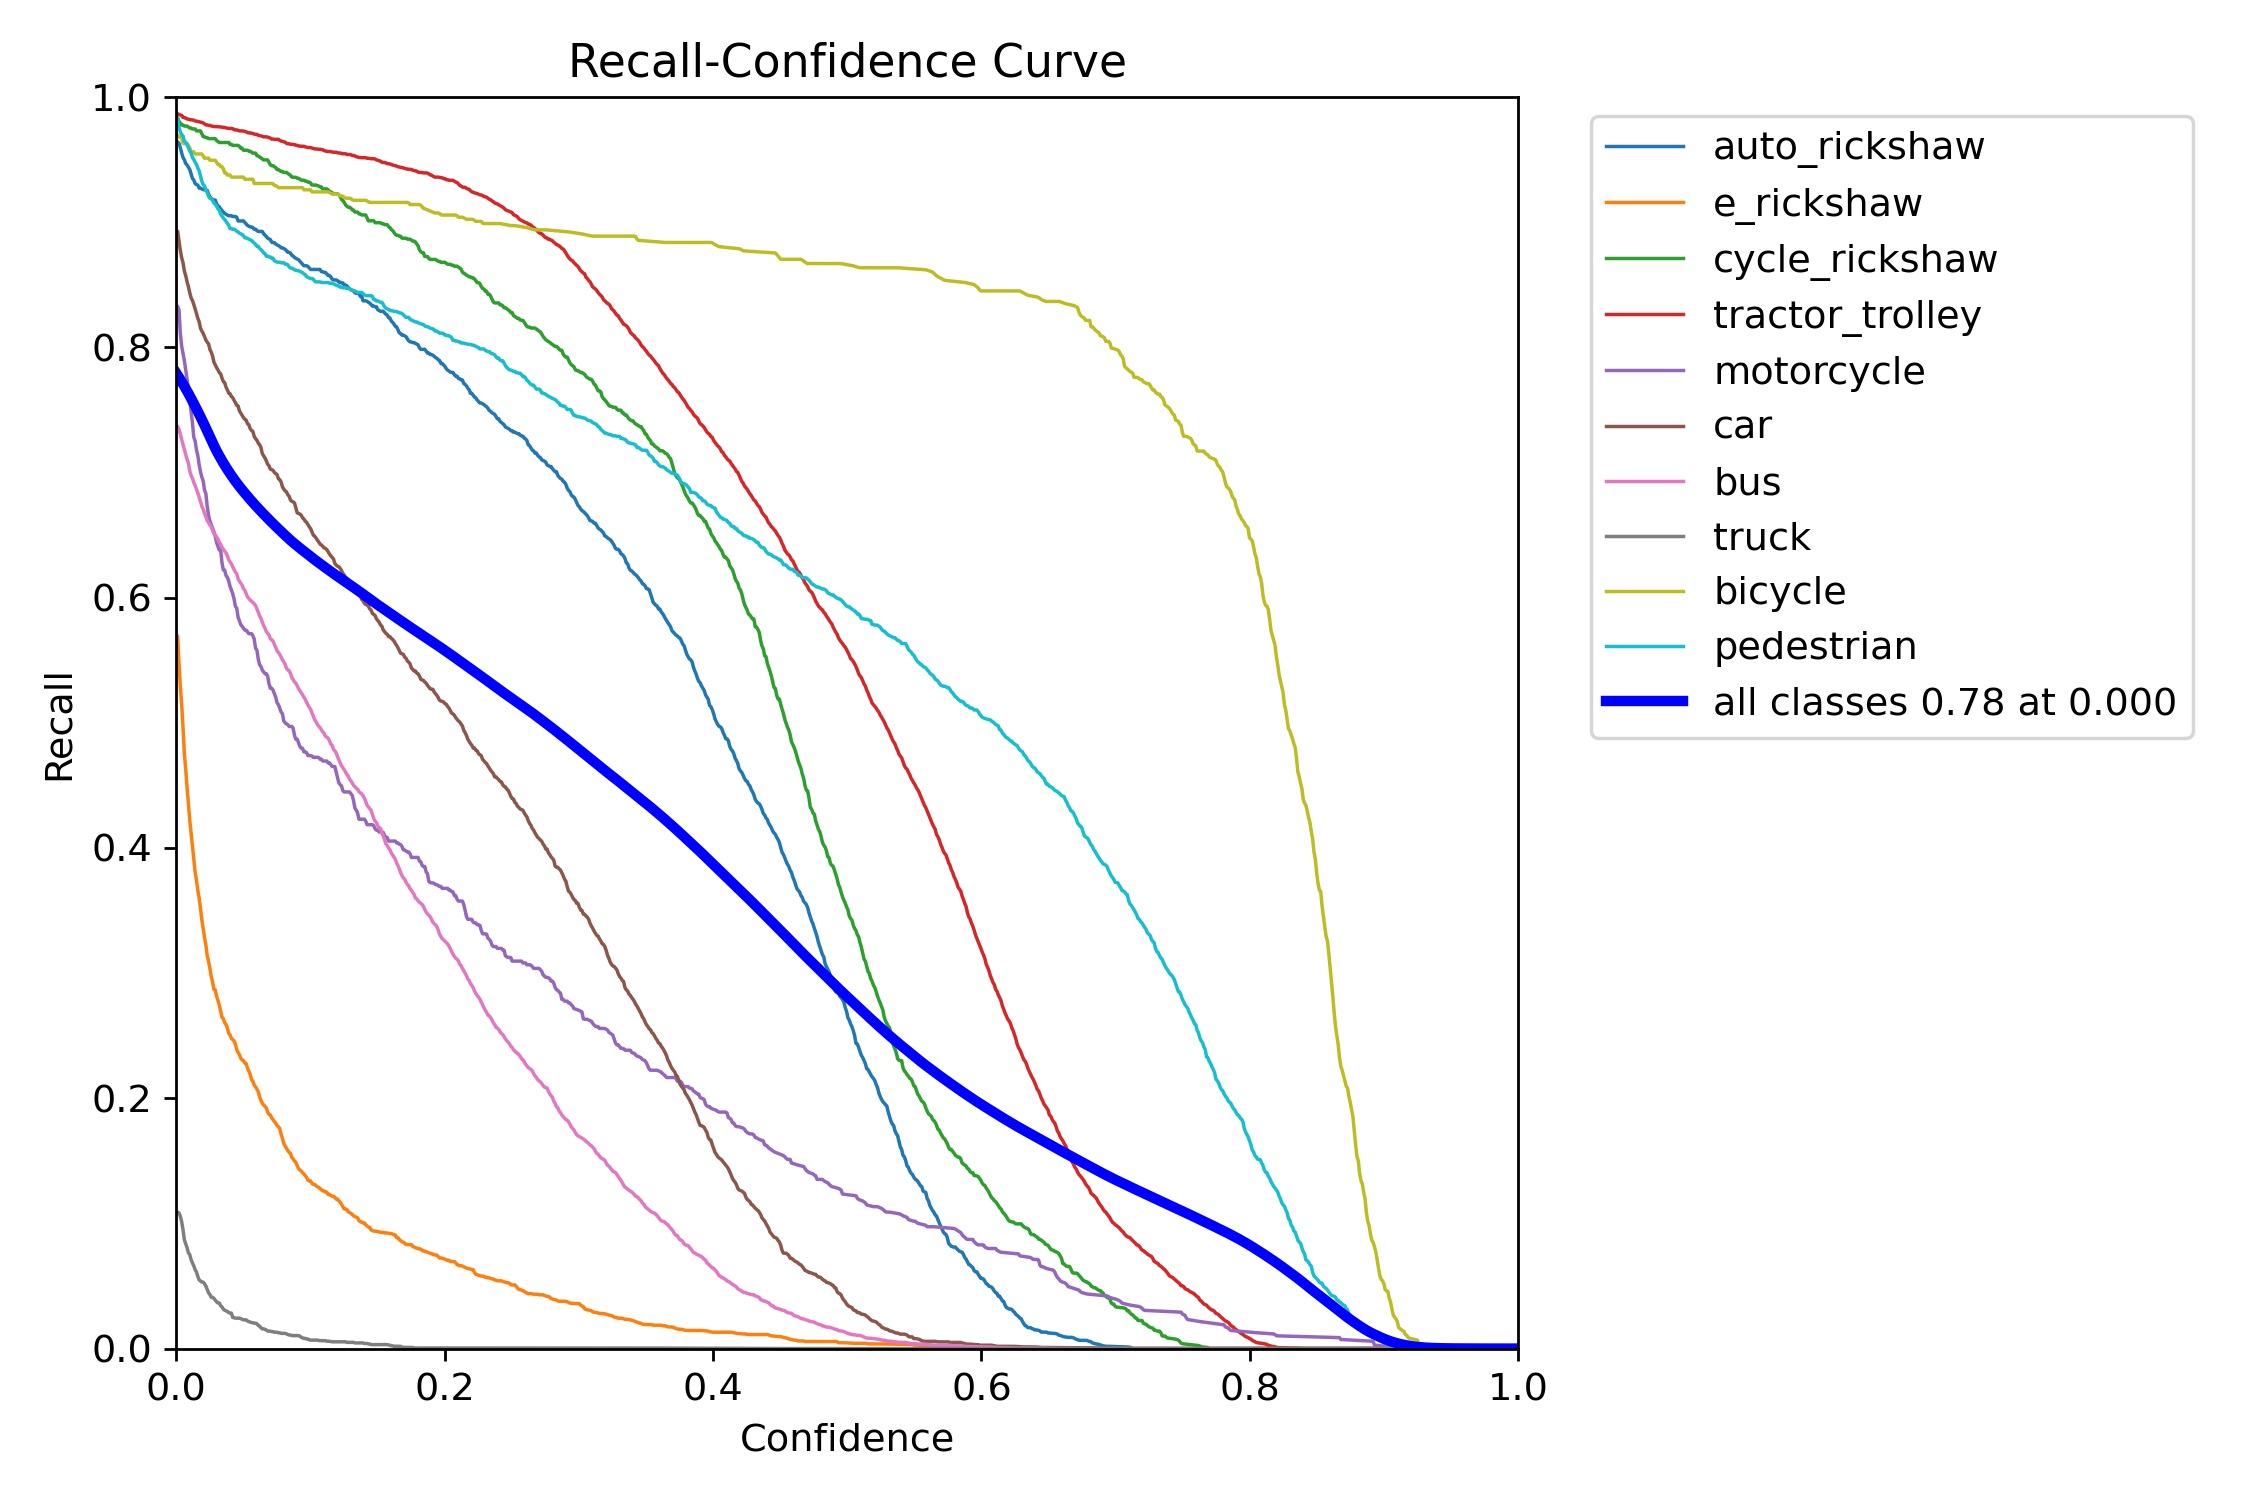 Recall-Confidence Curve
1.0
0.8
0.6
0.4
0.2
0.0
Recall
0.0 0.2 0.4 0.6 0.8 1.0
Confidence
auto_rickshaw
e_rickshaw
cycle_rickshaw
tractor_trolley
motorcycle
car
bus
truck
bicycle
pedestrian
all classes 0.78 at 0.000